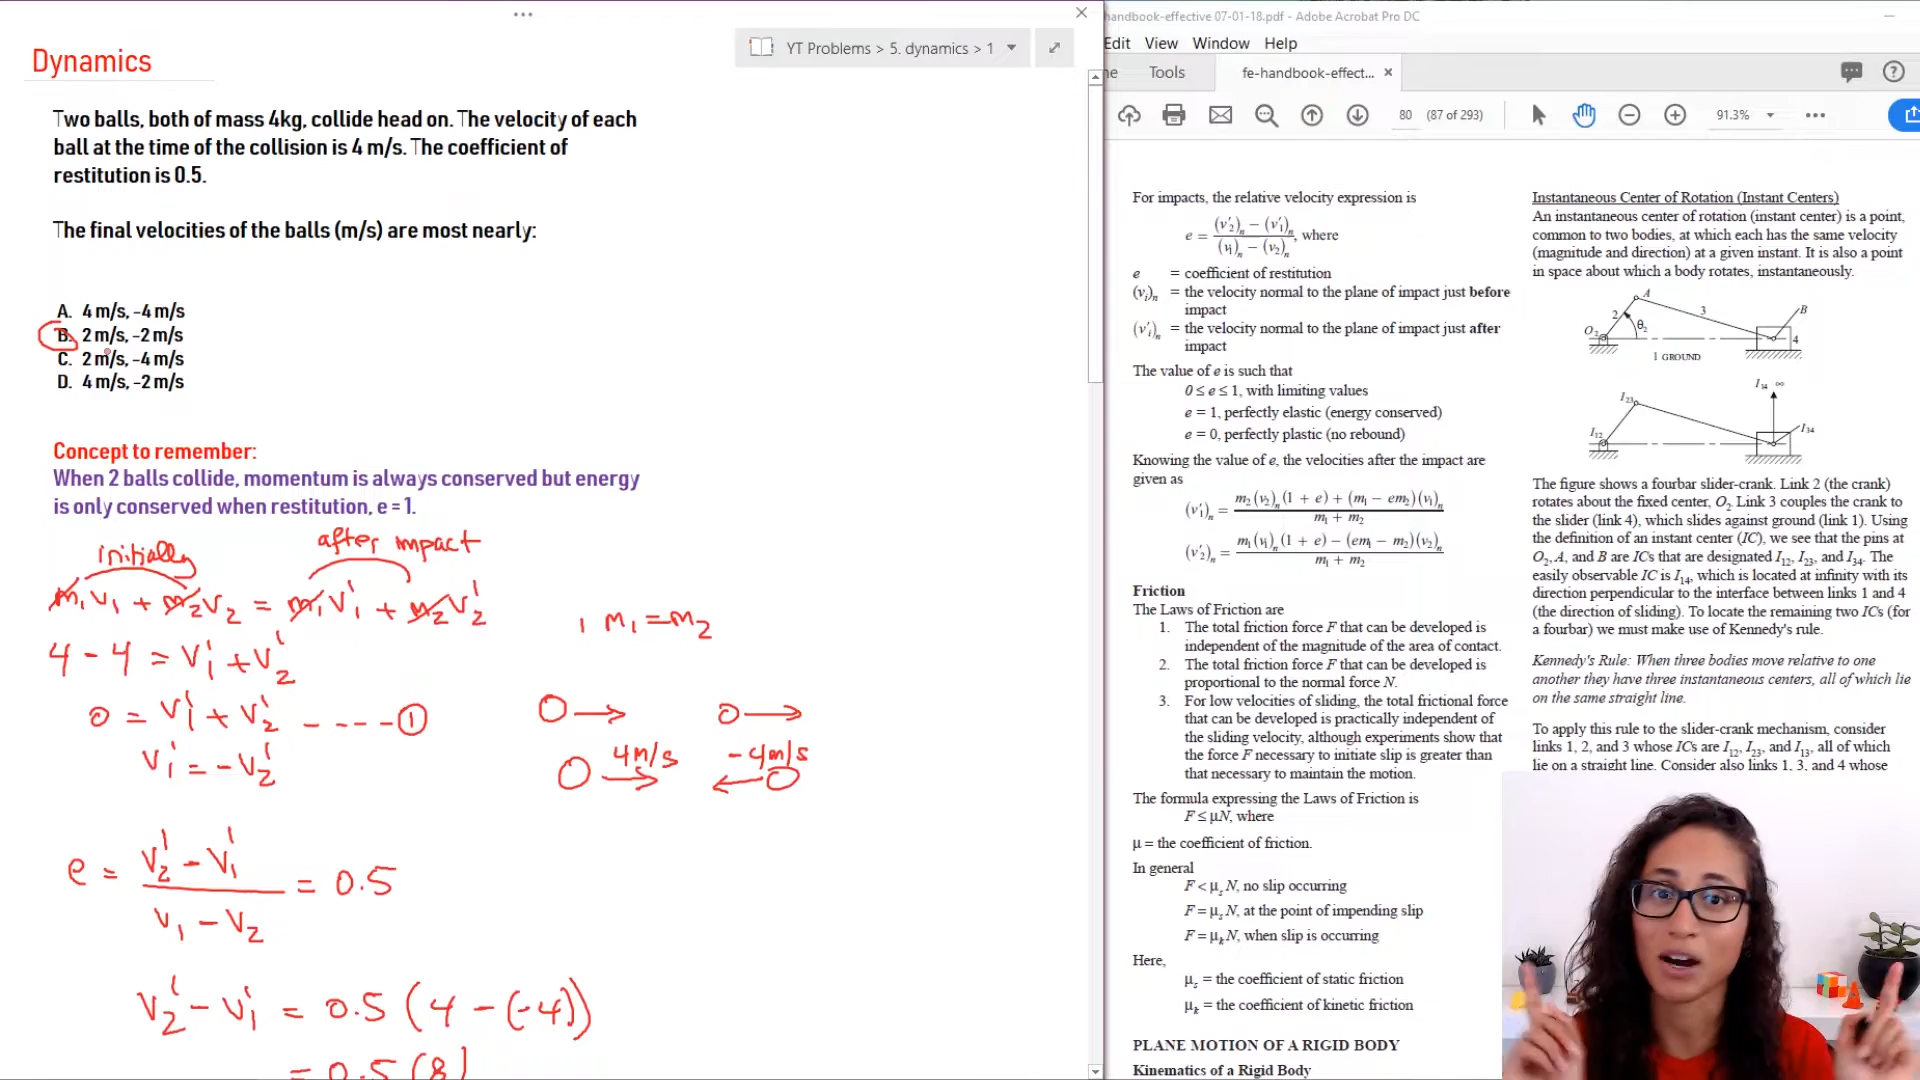 handbook-effective 07-01-18.pdf - Adobe Acrobat Pro DC
Edit View Window Help
Tools
fe-handbook-effect... ×
80 (87 of 293)
91.3%
YT Problems > 5. dynamics > 1
Dynamics
Two balls, both of mass 4kg, collide head on. The velocity of each
ball at the time of the collision is 4 m/s. The coefficient of
restitution is 0.5.
The final velocities of the balls (m/s) are most nearly:
A. 4 m/s, -4 m/s
B. 2 m/s, -2 m/s
C. 2 m/s, -4 m/s
D. 4 m/s, -2 m/s
Concept to remember:
When 2 balls collide, momentum is always conserved but energy
is only conserved when restitution, e = 1.
initially after impact
m₁v₁ + m₂v₂ = m₁v₁' + m₂v₂'
, m₁ = m₂
4 - 4 = v₁' + v₂'
0 = v₁' + v₂' ---- ①
v₁' = -v₂'
4m/s -4m/s
e = (v₂' - v₁') / (v₁ - v₂) = 0.5
v₂' - v₁' = 0.5 (4 - (-4))
= 0.5 (8)
For impacts, the relative velocity expression is
e = ((v₂')ₙ − (v₁')ₙ) / ((v₁)ₙ − (v₂)ₙ), where
e = coefficient of restitution
(vᵢ)ₙ = the velocity normal to the plane of impact just before
impact
(v'ᵢ)ₙ = the velocity normal to the plane of impact just after
impact
The value of e is such that
0 ≤ e ≤ 1, with limiting values
e = 1, perfectly elastic (energy conserved)
e = 0, perfectly plastic (no rebound)
Knowing the value of e, the velocities after the impact are
given as
(v₁')ₙ = (m₂(v₂)ₙ(1 + e) + (m₁ − em₂)(v₁)ₙ) / (m₁ + m₂)
(v₂')ₙ = (m₁(v₁)ₙ(1 + e) − (em₁ − m₂)(v₂)ₙ) / (m₁ + m₂)
Friction
The Laws of Friction are
1. The total friction force F that can be developed is
independent of the magnitude of the area of contact.
2. The total friction force F that can be developed is
proportional to the normal force N.
3. For low velocities of sliding, the total frictional force
that can be developed is practically independent of
the sliding velocity, although experiments show that
the force F necessary to initiate slip is greater than
that necessary to maintain the motion.
The formula expressing the Laws of Friction is
F ≤ μN, where
μ = the coefficient of friction.
In general
F < μₛ N, no slip occurring
F = μₛ N, at the point of impending slip
F = μₖ N, when slip is occurring
Here,
μₛ = the coefficient of static friction
μₖ = the coefficient of kinetic friction
PLANE MOTION OF A RIGID BODY
Kinematics of a Rigid Body
Instantaneous Center of Rotation (Instant Centers)
An instantaneous center of rotation (instant center) is a point,
common to two bodies, at which each has the same velocity
(magnitude and direction) at a given instant. It is also a point
in space about which a body rotates, instantaneously.
A
2 3 B
O₂ θ₂ 4
1 GROUND
I₁₄ ∞
I₂₃
I₁₂ I₃₄
The figure shows a fourbar slider-crank. Link 2 (the crank)
rotates about the fixed center, O₂. Link 3 couples the crank to
the slider (link 4), which slides against ground (link 1). Using
the definition of an instant center (IC), we see that the pins at
O₂, A, and B are ICs that are designated I₁₂, I₂₃, and I₃₄. The
easily observable IC is I₁₄, which is located at infinity with its
direction perpendicular to the interface between links 1 and 4
(the direction of sliding). To locate the remaining two ICs (for
a fourbar) we must make use of Kennedy's rule.
Kennedy's Rule: When three bodies move relative to one
another they have three instantaneous centers, all of which lie
on the same straight line.
To apply this rule to the slider-crank mechanism, consider
links 1, 2, and 3 whose ICs are I₁₂, I₂₃, and I₁₃, all of which
lie on a straight line. Consider also links 1, 3, and 4 whose